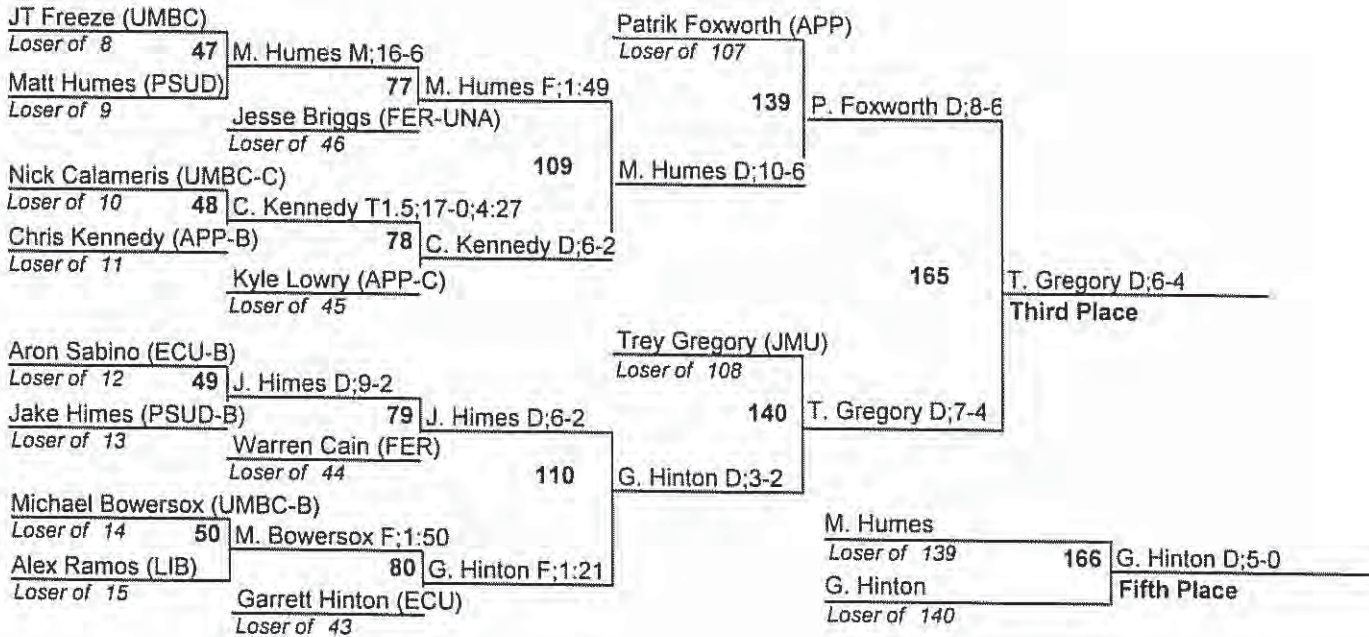 JT Freeze (UMBC)
Loser of 8
47
M. Humes M;16-6
Matt Humes (PSUD)
Loser of 9
77
M. Humes F;1:49
Jesse Briggs (FER-UNA)
Loser of 46
109
M. Humes D;10-6
Nick Calameris (UMBC-C)
Loser of 10
48
C. Kennedy T1.5;17-0;4:27
Chris Kennedy (APP-B)
Loser of 11
78
C. Kennedy D;6-2
Kyle Lowry (APP-C)
Loser of 45
Patrik Foxworth (APP)
Loser of 107
139
P. Foxworth D;8-6
165
T. Gregory D;6-4
Third Place
Aron Sabino (ECU-B)
Loser of 12
49
J. Himes D;9-2
Jake Himes (PSUD-B)
Loser of 13
79
J. Himes D;6-2
Warren Cain (FER)
Loser of 44
110
G. Hinton D;3-2
Michael Bowersox (UMBC-B)
Loser of 14
50
M. Bowersox F;1:50
Alex Ramos (LIB)
Loser of 15
80
G. Hinton F;1:21
Garrett Hinton (ECU)
Loser of 43
Trey Gregory (JMU)
Loser of 108
140
T. Gregory D;7-4
M. Humes
Loser of 139
166
G. Hinton D;5-0
G. Hinton
Fifth Place
Loser of 140